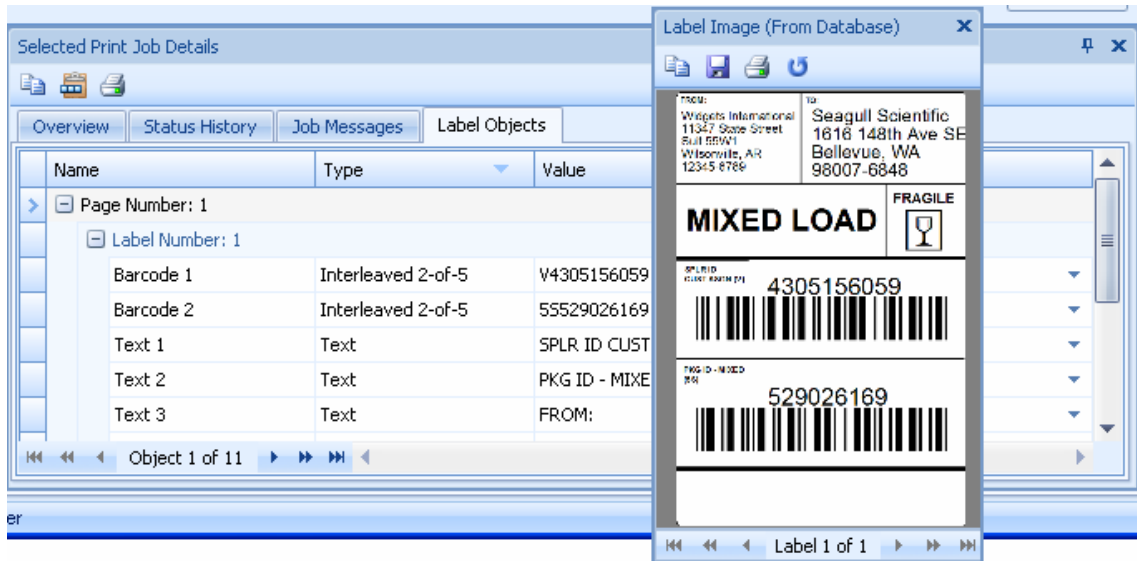 Selected Print Job Details
Overview
Status History
Job Messages
Label Objects
Name Type Value
Page Number: 1
Label Number: 1
Barcode 1 Interleaved 2-of-5 V4305156059
Barcode 2 Interleaved 2-of-5 5S529026169
Text 1 Text SPLR ID CUST
Text 2 Text PKG ID - MIXE
Text 3 Text FROM:
Object 1 of 11
er
Label Image (From Database)
FROM:
Widgets International
11347 State Street
Wilsonville, AR
12345-6789
TO:
Seagull Scientific
1616 148th Ave SE
Bellevue, WA
98007-6848
MIXED LOAD
FRAGILE
SPLR ID
4305156059
PKG ID - MIXED
(5S)
529026169
Label 1 of 1